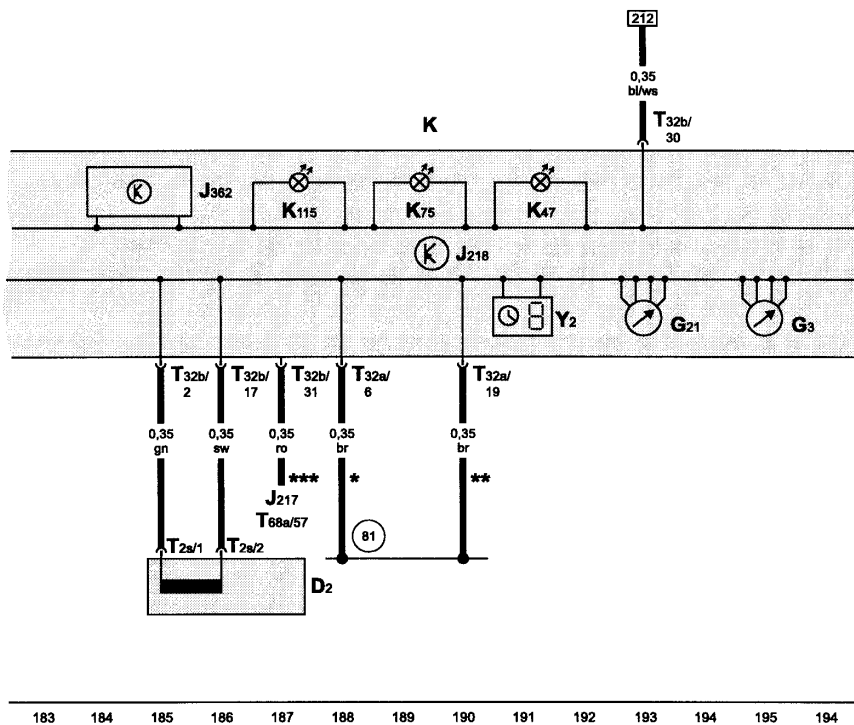 212
0,35
bl/ws
K
T32b/
30
J362
K115
K75
K47
J218
Y2
G21
G3
T32b/
2
T32b/
17
T32b/
31
T32a/
6
T32a/
19
0,35
gn
0,35
sw
0,35
ro
0,35
br
0,35
br
***
*
**
J217
T68a/57
81
T2s/1
T2s/2
D2
183 184 185 186 187 188 189 190 191 192 193 194 195 194